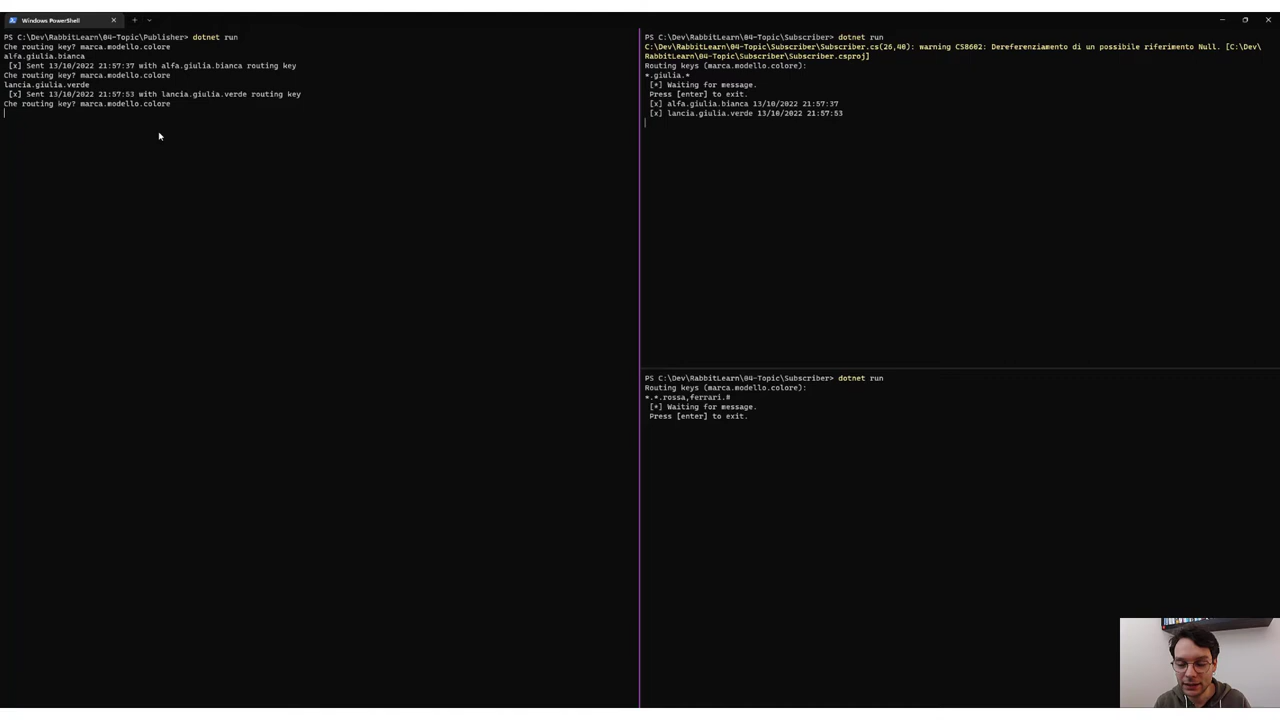 Windows PowerShell
PS C:\Dev\RabbitLearn\04-Topic\Publisher> dotnet run
Che routing key? marca.modello.colore
alfa.giulia.bianca
[x] Sent 13/10/2022 21:57:37 with alfa.giulia.bianca routing key
Che routing key? marca.modello.colore
lancia.giulia.verde
[x] Sent 13/10/2022 21:57:53 with lancia.giulia.verde routing key
Che routing key? marca.modello.colore
PS C:\Dev\RabbitLearn\04-Topic\Subscriber> dotnet run
C:\Dev\RabbitLearn\04-Topic\Subscriber\Subscriber.cs(26,40): warning CS8602: Dereferenziamento di un possibile riferimento Null. [C:\Dev\
RabbitLearn\04-Topic\Subscriber\Subscriber.csproj]
Routing keys (marca.modello.colore):
*.giulia.*
[*] Waiting for message.
Press [enter] to exit.
[x] alfa.giulia.bianca 13/10/2022 21:57:37
[x] lancia.giulia.verde 13/10/2022 21:57:53
PS C:\Dev\RabbitLearn\04-Topic\Subscriber> dotnet run
Routing keys (marca.modello.colore):
*.*.rossa,ferrari.#
[*] Waiting for message.
Press [enter] to exit.